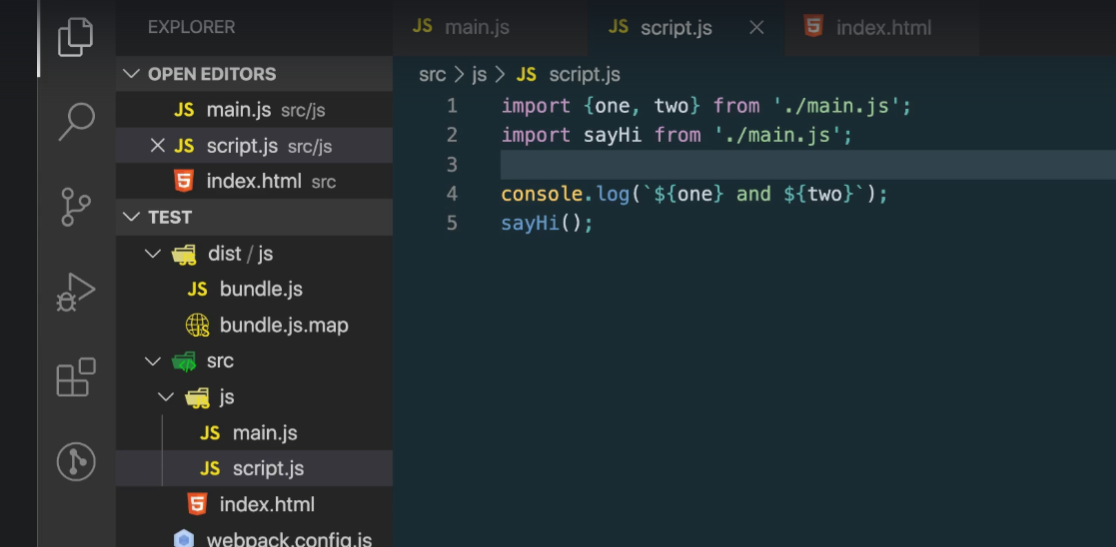 EXPLORER
OPEN EDITORS
JS main.js src/js
JS script.js src/js
index.html src
TEST
dist / js
JS bundle.js
bundle.js.map
src
js
JS main.js
JS script.js
index.html
webpack.config.js
JS main.js JS script.js index.html
src > js > JS script.js
1 import {one, two} from './main.js';
2 import sayHi from './main.js';
3
4 console.log(`${one} and ${two}`);
5 sayHi();